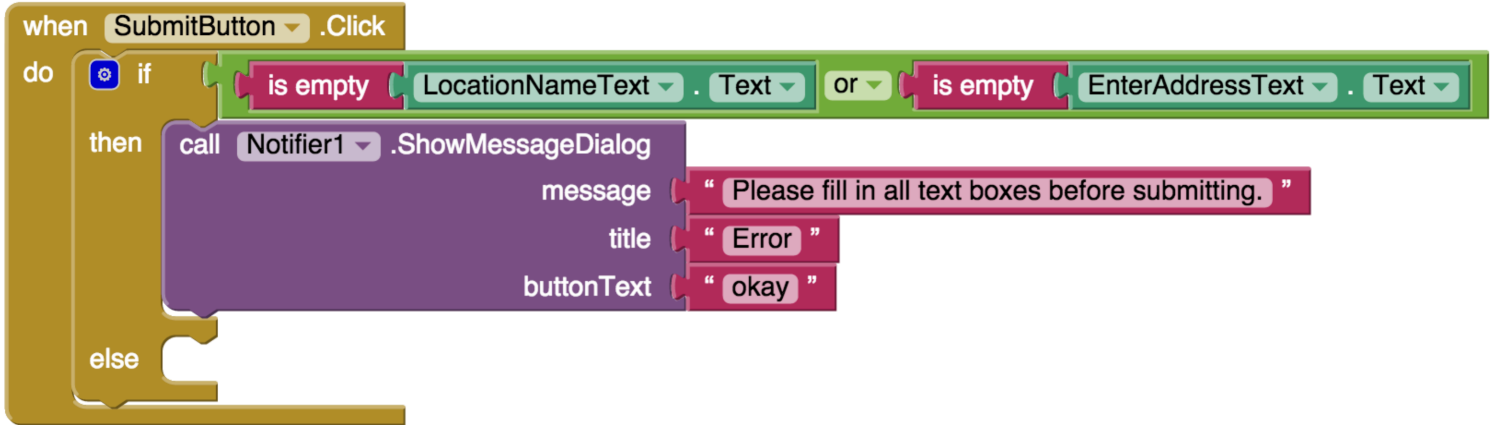 when SubmitButton .Click
do if is empty LocationNameText . Text or is empty EnterAddressText . Text
then call Notifier1 .ShowMessageDialog
message “ Please fill in all text boxes before submitting. ”
title “ Error ”
buttonText “ okay ”
else